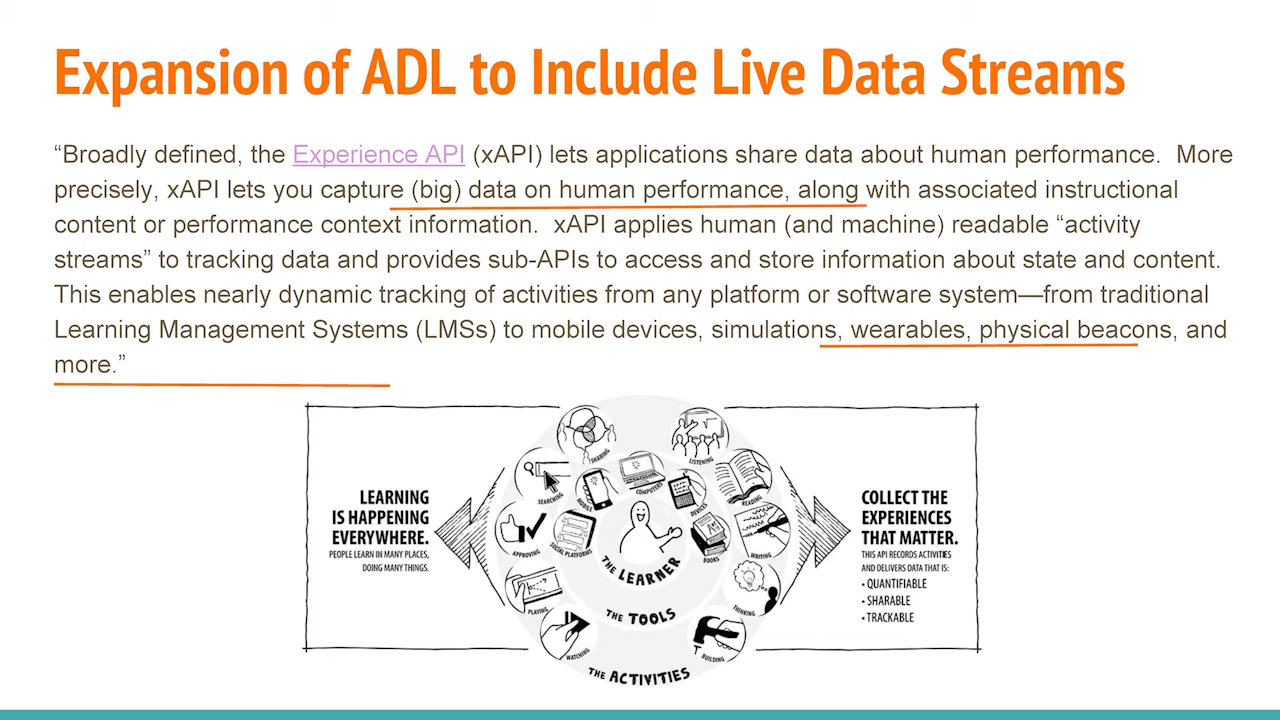 Expansion of ADL to Include Live Data Streams
“Broadly defined, the Experience API (xAPI) lets applications share data about human performance.  More
precisely, xAPI lets you capture (big) data on human performance, along with associated instructional
content or performance context information.  xAPI applies human (and machine) readable “activity
streams” to tracking data and provides sub-APIs to access and store information about state and content.
This enables nearly dynamic tracking of activities from any platform or software system—from traditional
Learning Management Systems (LMSs) to mobile devices, simulations, wearables, physical beacons, and
more.”
LEARNING
IS HAPPENING
EVERYWHERE.
PEOPLE LEARN IN MANY PLACES,
DOING MANY THINGS.
SHARING
LISTENING
SEARCHING
MOBILE
COMPUTERS
DEVICES
READING
APPROVING
SOCIAL PLATFORMS
BOOKS
WRITING
THE LEARNER
PLAYING
THINKING
THE TOOLS
WATCHING
BUILDING
THE ACTIVITIES
COLLECT THE
EXPERIENCES
THAT MATTER.
THIS API RECORDS ACTIVITIES
AND DELIVERS DATA THAT IS:
• QUANTIFIABLE
• SHARABLE
• TRACKABLE